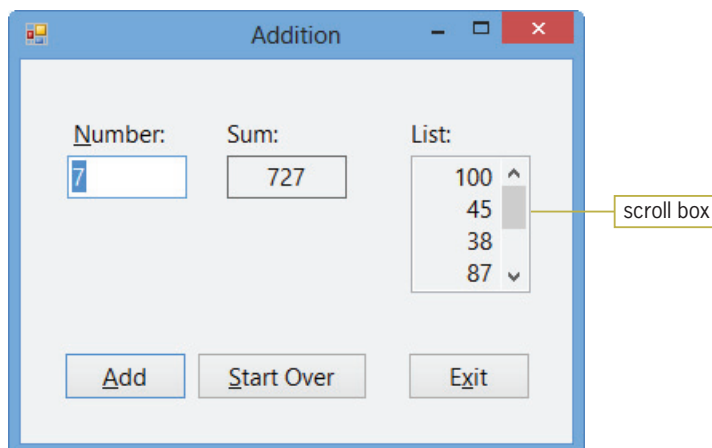 Addition
Number:
Sum:
List:
7
727
100
45
38
87
scroll box
Add
Start Over
Exit